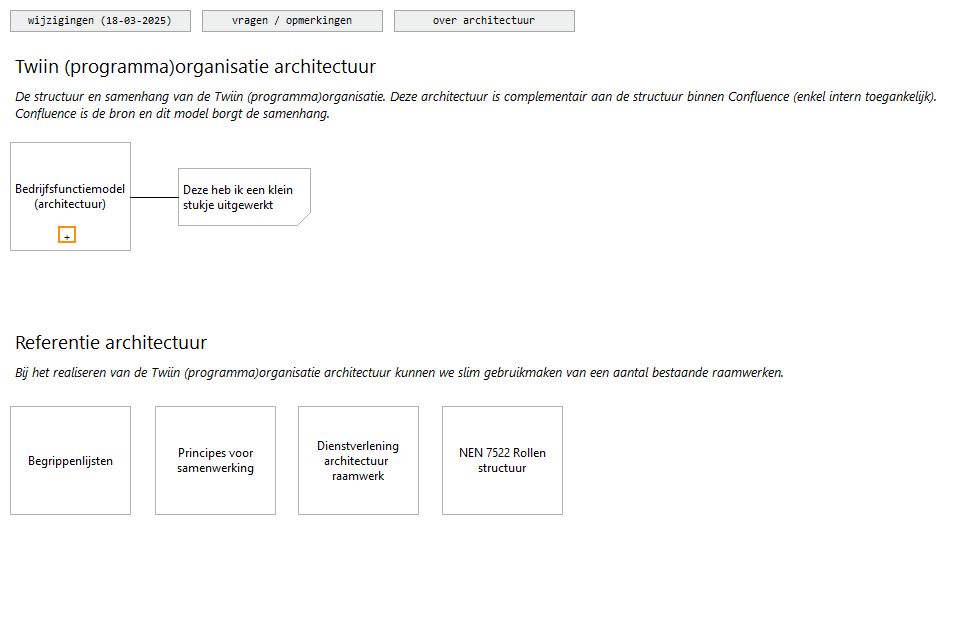 wijzigingen (18-03-2025)
vragen / opmerkingen
over architectuur
Twiin (programma)organisatie architectuur
De structuur en samenhang van de Twiin (programma)organisatie. Deze architectuur is complementair aan de structuur binnen Confluence (enkel intern toegankelijk).
Confluence is de bron en dit model borgt de samenhang.
Bedrijfsfunctiemodel
(architectuur)
+
Deze heb ik een klein
stukje uitgewerkt
Referentie architectuur
Bij het realiseren van de Twiin (programma)organisatie architectuur kunnen we slim gebruikmaken van een aantal bestaande raamwerken.
Begrippenlijsten
Principes voor
samenwerking
Dienstverlening
architectuur
raamwerk
NEN 7522 Rollen
structuur